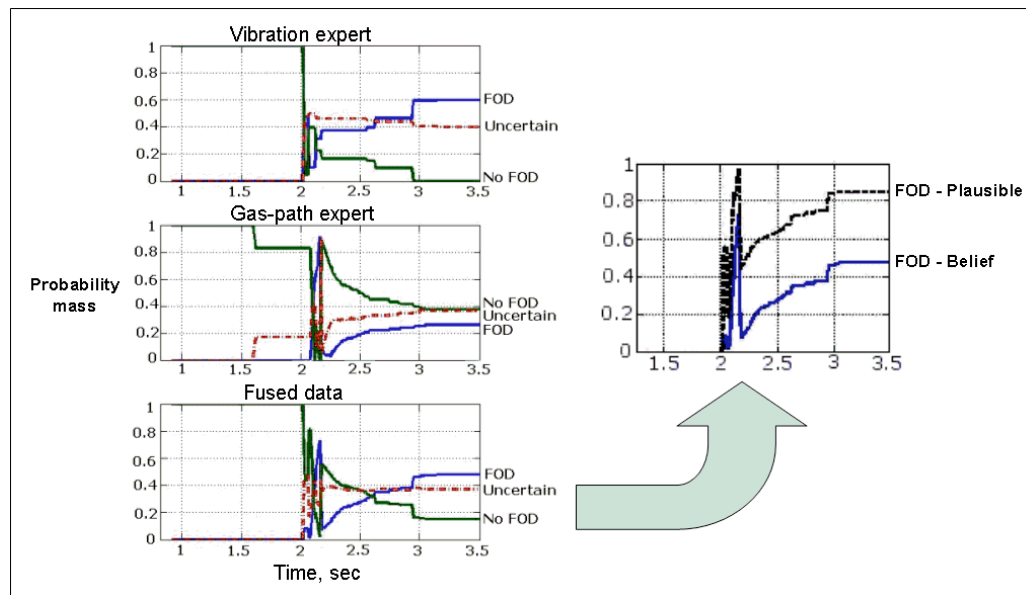 Vibration expert
1
0.8
0.6
0.4
0.2
0
FOD
Uncertain
No FOD
1 1.5 2 2.5 3 3.5
Gas-path expert
Probability
mass
1
0.8
0.6
0.4
0.2
0
No FOD
Uncertain
FOD
1 1.5 2 2.5 3 3.5
Fused data
1
0.8
0.6
0.4
0.2
0
FOD
Uncertain
No FOD
1 1.5 2 2.5 3 3.5
Time, sec
1
0.8
0.6
0.4
0.2
0
FOD - Plausible
FOD - Belief
1.5 2 2.5 3 3.5